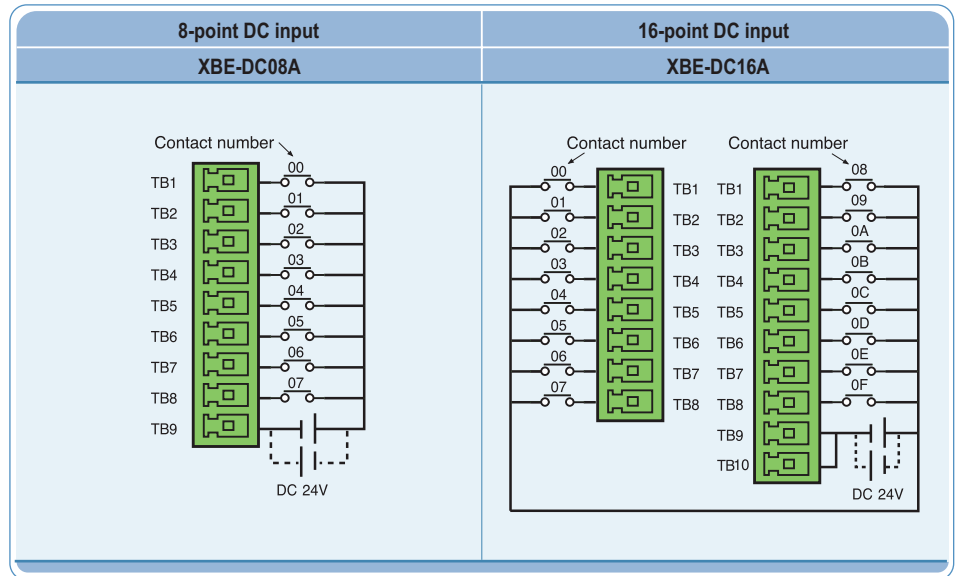 8-point DC input
XBE-DC08A
Contact number
00
TB1
01
TB2
02
TB3
03
TB4
04
TB5
05
TB6
06
TB7
07
TB8
TB9
DC 24V
16-point DC input
XBE-DC16A
Contact number
00
TB1
01
TB2
02
TB3
03
TB4
04
TB5
05
TB6
06
TB7
07
TB8
Contact number
08
TB1
09
TB2
0A
TB3
0B
TB4
0C
TB5
0D
TB6
0E
TB7
0F
TB8
TB9
TB10
DC 24V